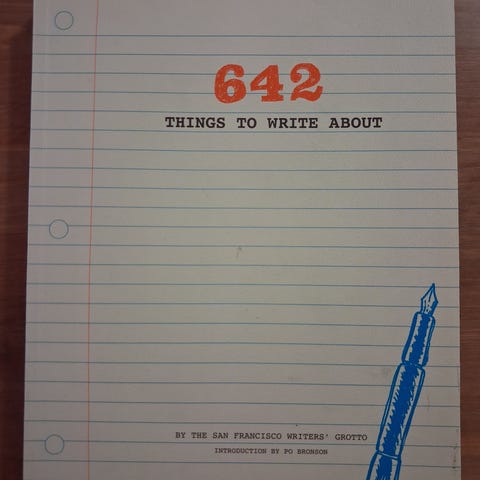 642
THINGS TO WRITE ABOUT
BY THE SAN FRANCISCO WRITERS' GROTTO
INTRODUCTION BY PO BRONSON